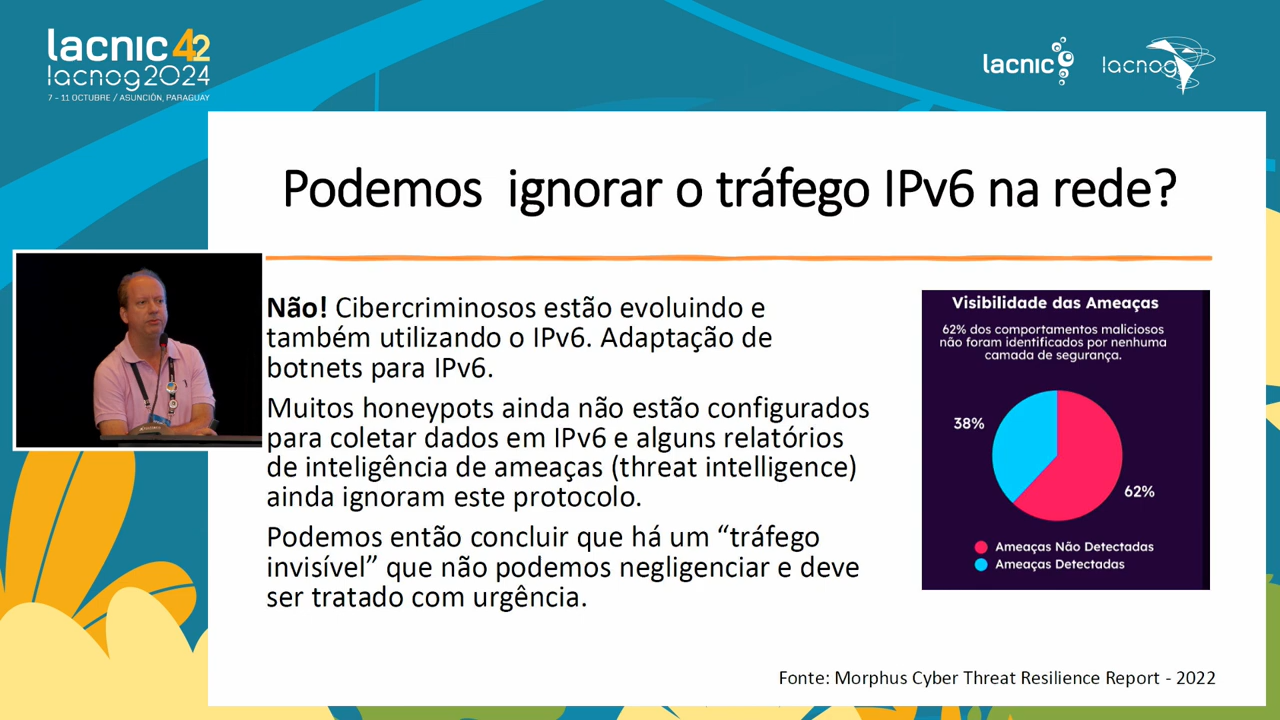 lacnic 42
lacnog2024
7 - 11 OCTUBRE / ASUNCIÓN, PARAGUAY
lacnic
lacnog
Podemos ignorar o tráfego IPv6 na rede?
Não! Cibercriminosos estão evoluindo e
também utilizando o IPv6. Adaptação de
botnets para IPv6.
Muitos honeypots ainda não estão configurados
para coletar dados em IPv6 e alguns relatórios
de inteligência de ameaças (threat intelligence)
ainda ignoram este protocolo.
Podemos então concluir que há um “tráfego
invisível” que não podemos negligenciar e deve
ser tratado com urgência.
Visibilidade das Ameaças
62% dos comportamentos maliciosos
não foram identificados por nenhuma
camada de segurança.
38%
62%
Ameaças Não Detectadas
Ameaças Detectadas
Fonte: Morphus Cyber Threat Resilience Report - 2022